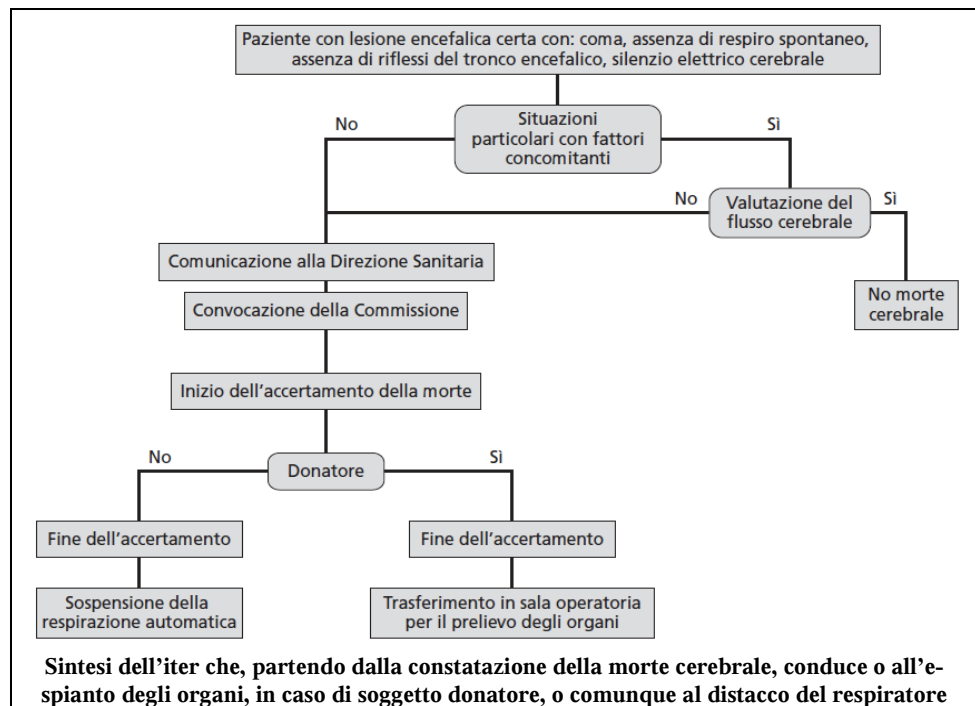 Paziente con lesione encefalica certa con: coma, assenza di respiro spontaneo,
assenza di riflessi del tronco encefalico, silenzio elettrico cerebrale
Situazioni
particolari con fattori
concomitanti
No
Sì
Valutazione del
flusso cerebrale
No
Sì
Comunicazione alla Direzione Sanitaria
Convocazione della Commissione
No morte
cerebrale
Inizio dell'accertamento della morte
Donatore
No
Sì
Fine dell'accertamento
Fine dell'accertamento
Sospensione della
respirazione automatica
Trasferimento in sala operatoria
per il prelievo degli organi
Sintesi dell'iter che, partendo dalla constatazione della morte cerebrale, conduce o all'e-
spianto degli organi, in caso di soggetto donatore, o comunque al distacco del respiratore